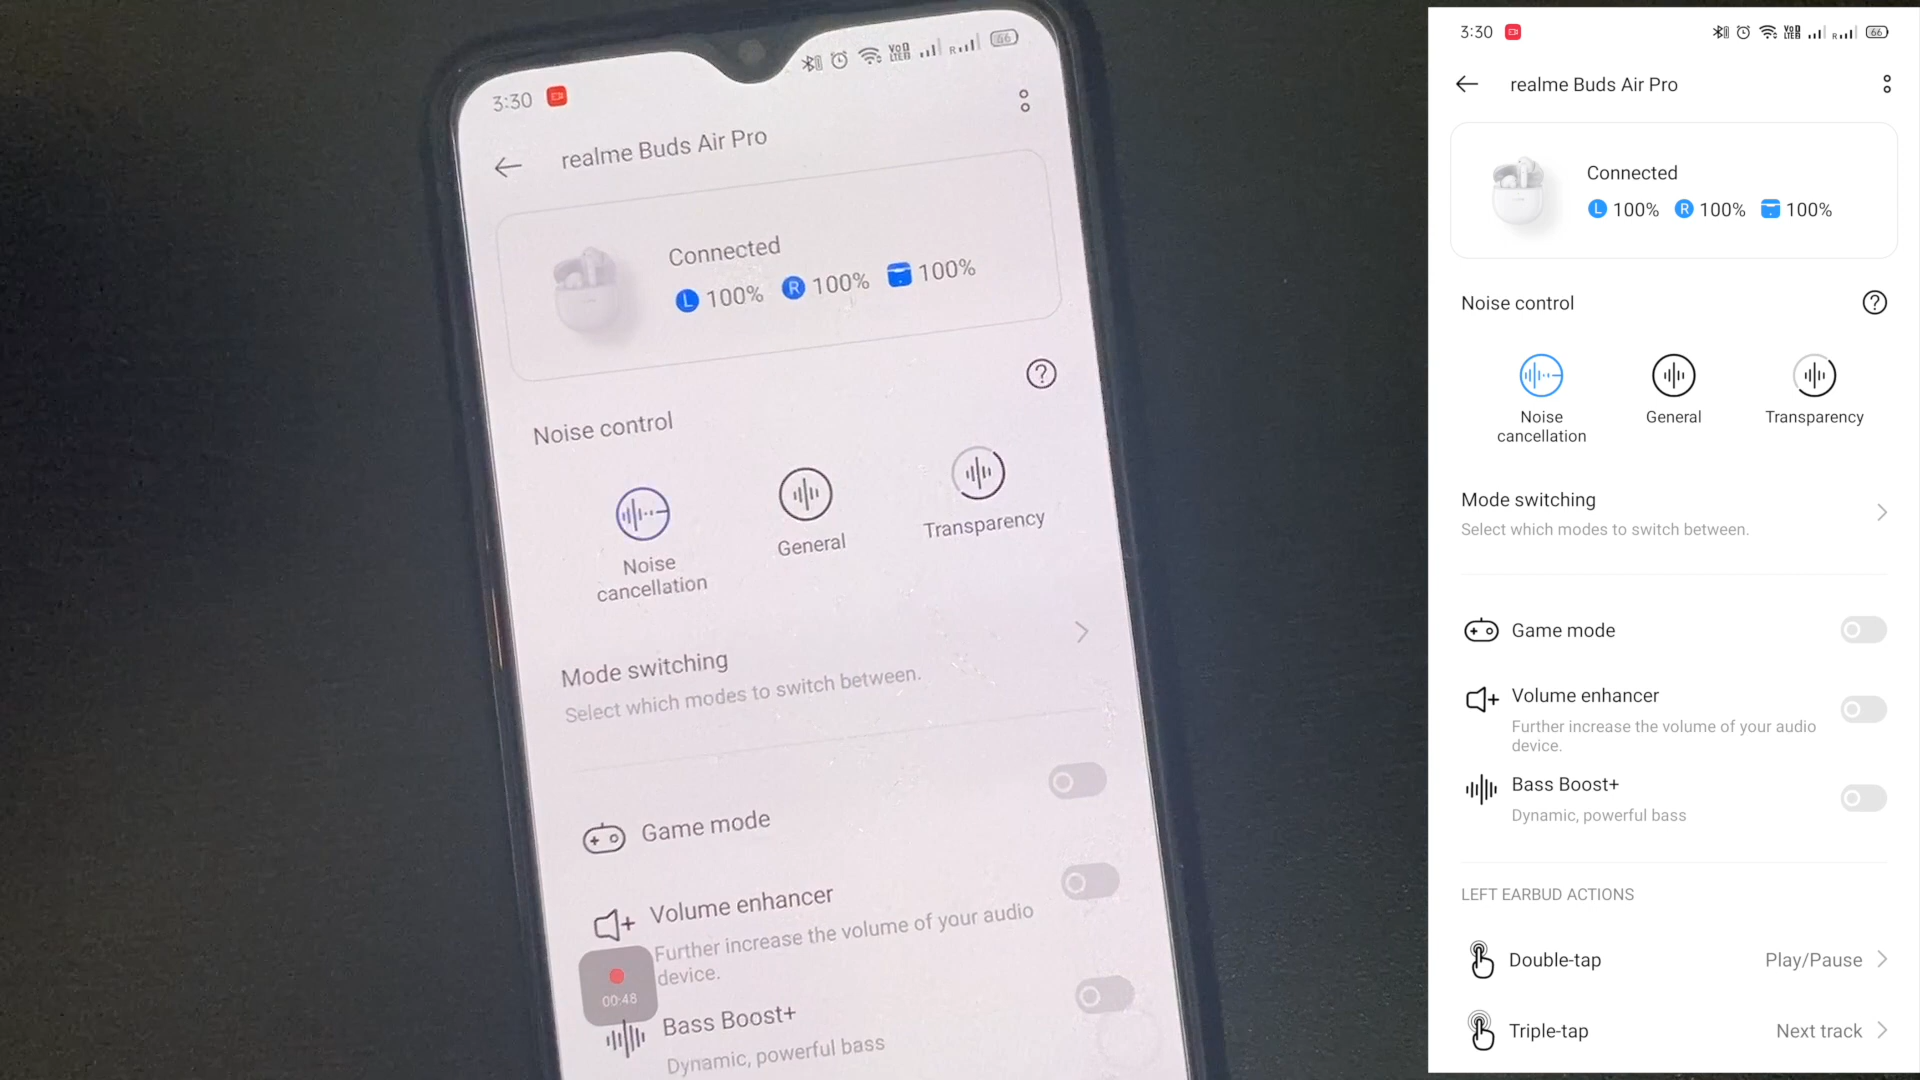 3:30
VoD LTED
R
66
realme Buds Air Pro
Connected
L 100% R 100% 100%
Noise control
?
Noise cancellation
General
Transparency
Mode switching
Select which modes to switch between.
Game mode
Volume enhancer
Further increase the volume of your audio
device.
00:48
Bass Boost+
Dynamic, powerful bass
3:30
R
66
realme Buds Air Pro
Connected
L 100% R 100% 100%
Noise control
?
Noise cancellation
General
Transparency
Mode switching
Select which modes to switch between.
Game mode
Volume enhancer
Further increase the volume of your audio
device.
Bass Boost+
Dynamic, powerful bass
LEFT EARBUD ACTIONS
Double-tap Play/Pause
Triple-tap Next track